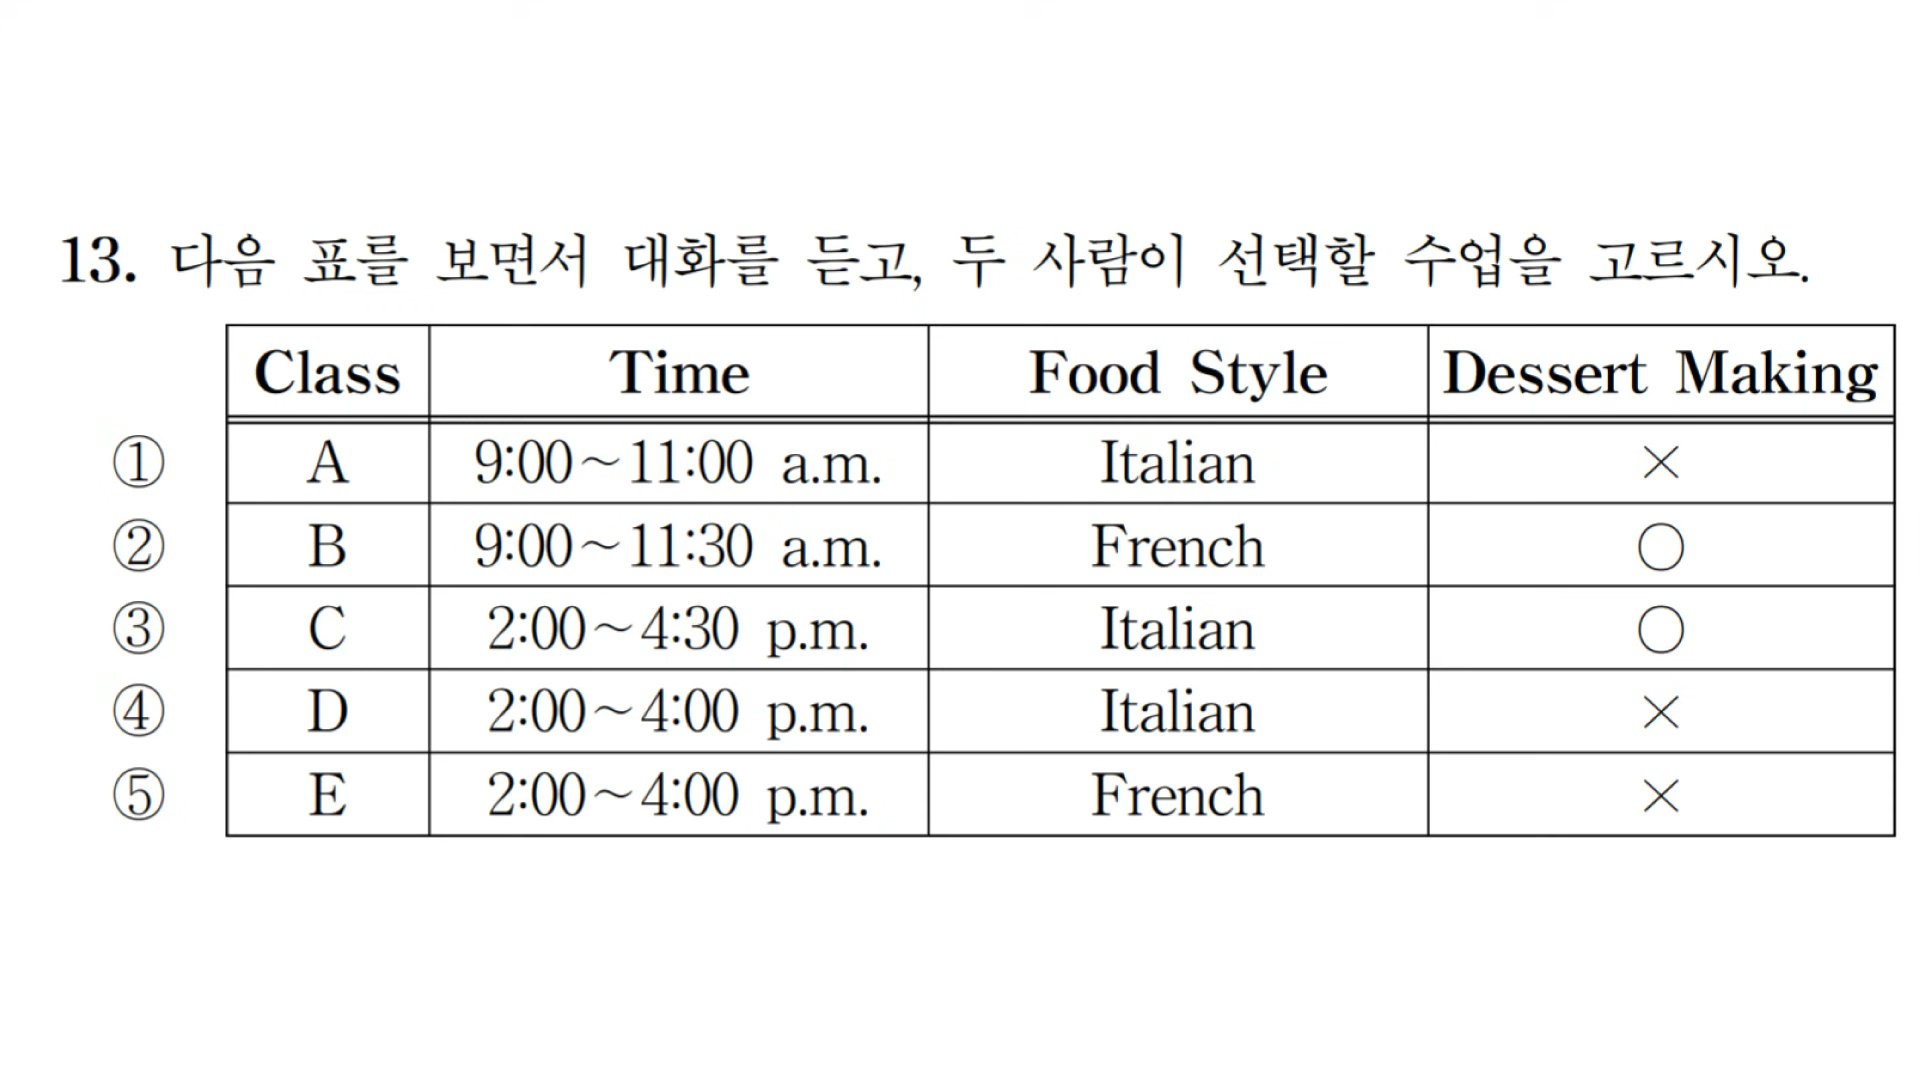 13. 다음 표를 보면서 대화를 듣고, 두 사람이 선택할 수업을 고르시오.
Class Time Food Style Dessert Making
① A 9:00~11:00 a.m. Italian ×
② B 9:00~11:30 a.m. French ○
③ C 2:00~4:30 p.m. Italian ○
④ D 2:00~4:00 p.m. Italian ×
⑤ E 2:00~4:00 p.m. French ×